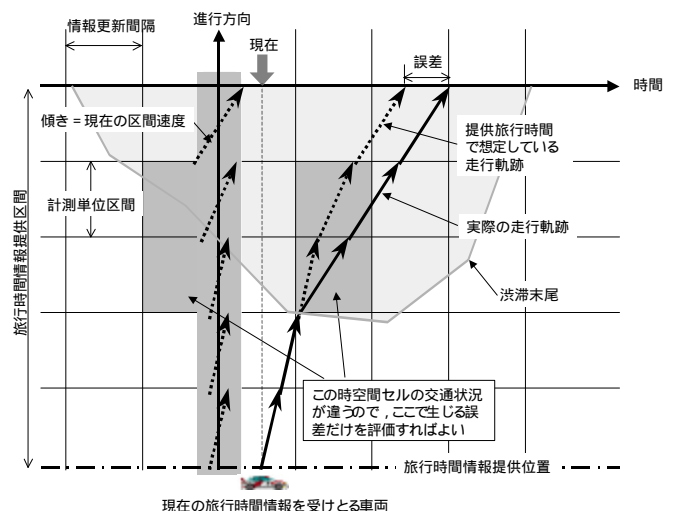 情報更新間隔
進行方向
現在
誤差
時間
傾き＝現在の区間速度
提供旅行時間
で想定している
走行軌跡
計測単位区間
実際の走行軌跡
旅行時間情報提供区間
渋滞末尾
この時空間セルの交通状況
が違うので，ここで生じる誤
差だけを評価すればよい
旅行時間情報提供位置
現在の旅行時間情報を受けとる車両